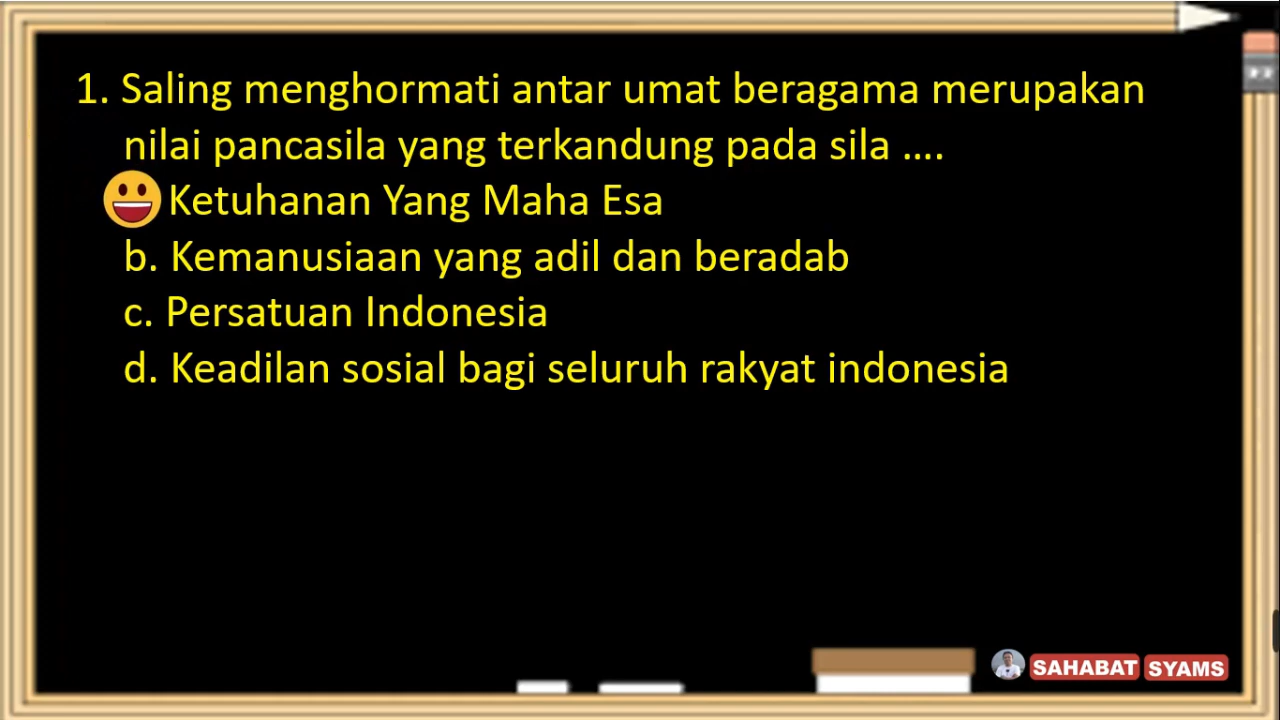 1. Saling menghormati antar umat beragama merupakan
nilai pancasila yang terkandung pada sila ....
Ketuhanan Yang Maha Esa
b. Kemanusiaan yang adil dan beradab
c. Persatuan Indonesia
d. Keadilan sosial bagi seluruh rakyat indonesia
SAHABAT SYAMS